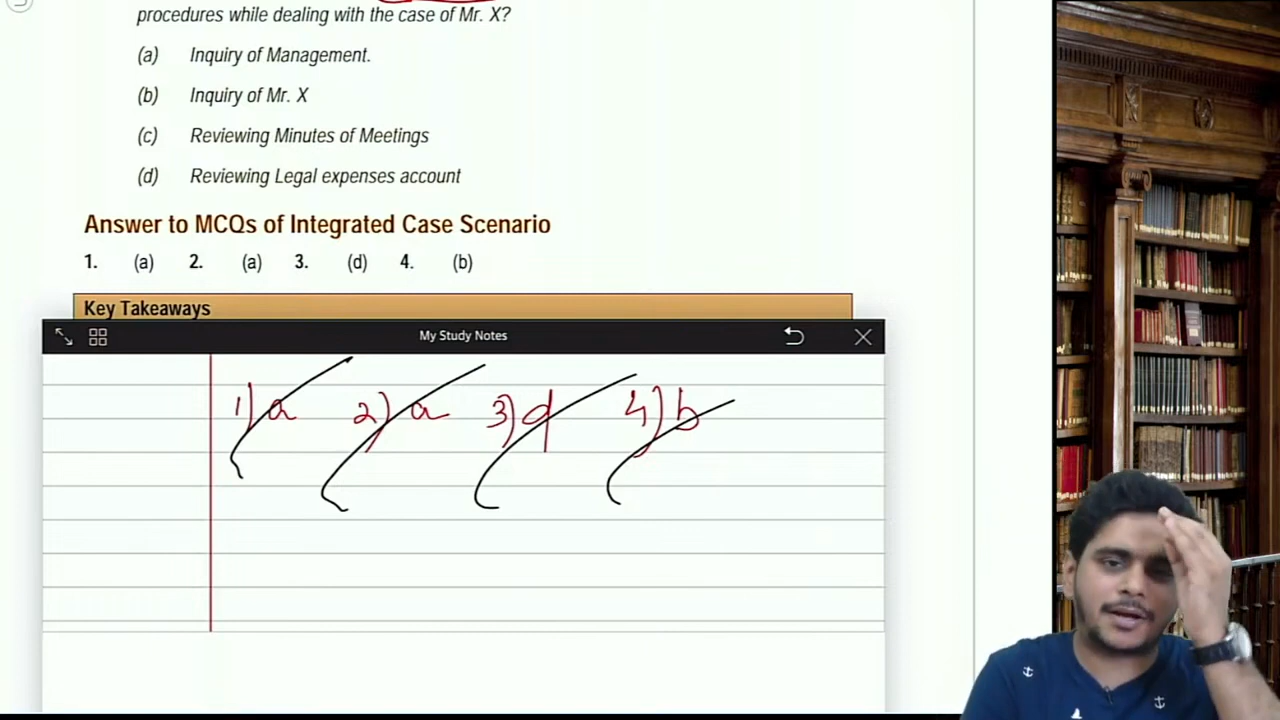 procedures while dealing with the case of Mr. X?
(a) Inquiry of Management.
(b) Inquiry of Mr. X
(c) Reviewing Minutes of Meetings
(d) Reviewing Legal expenses account
Answer to MCQs of Integrated Case Scenario
1. (a) 2. (a) 3. (d) 4. (b)
Key Takeaways
My Study Notes
1) a 2) a 3) d 4) b